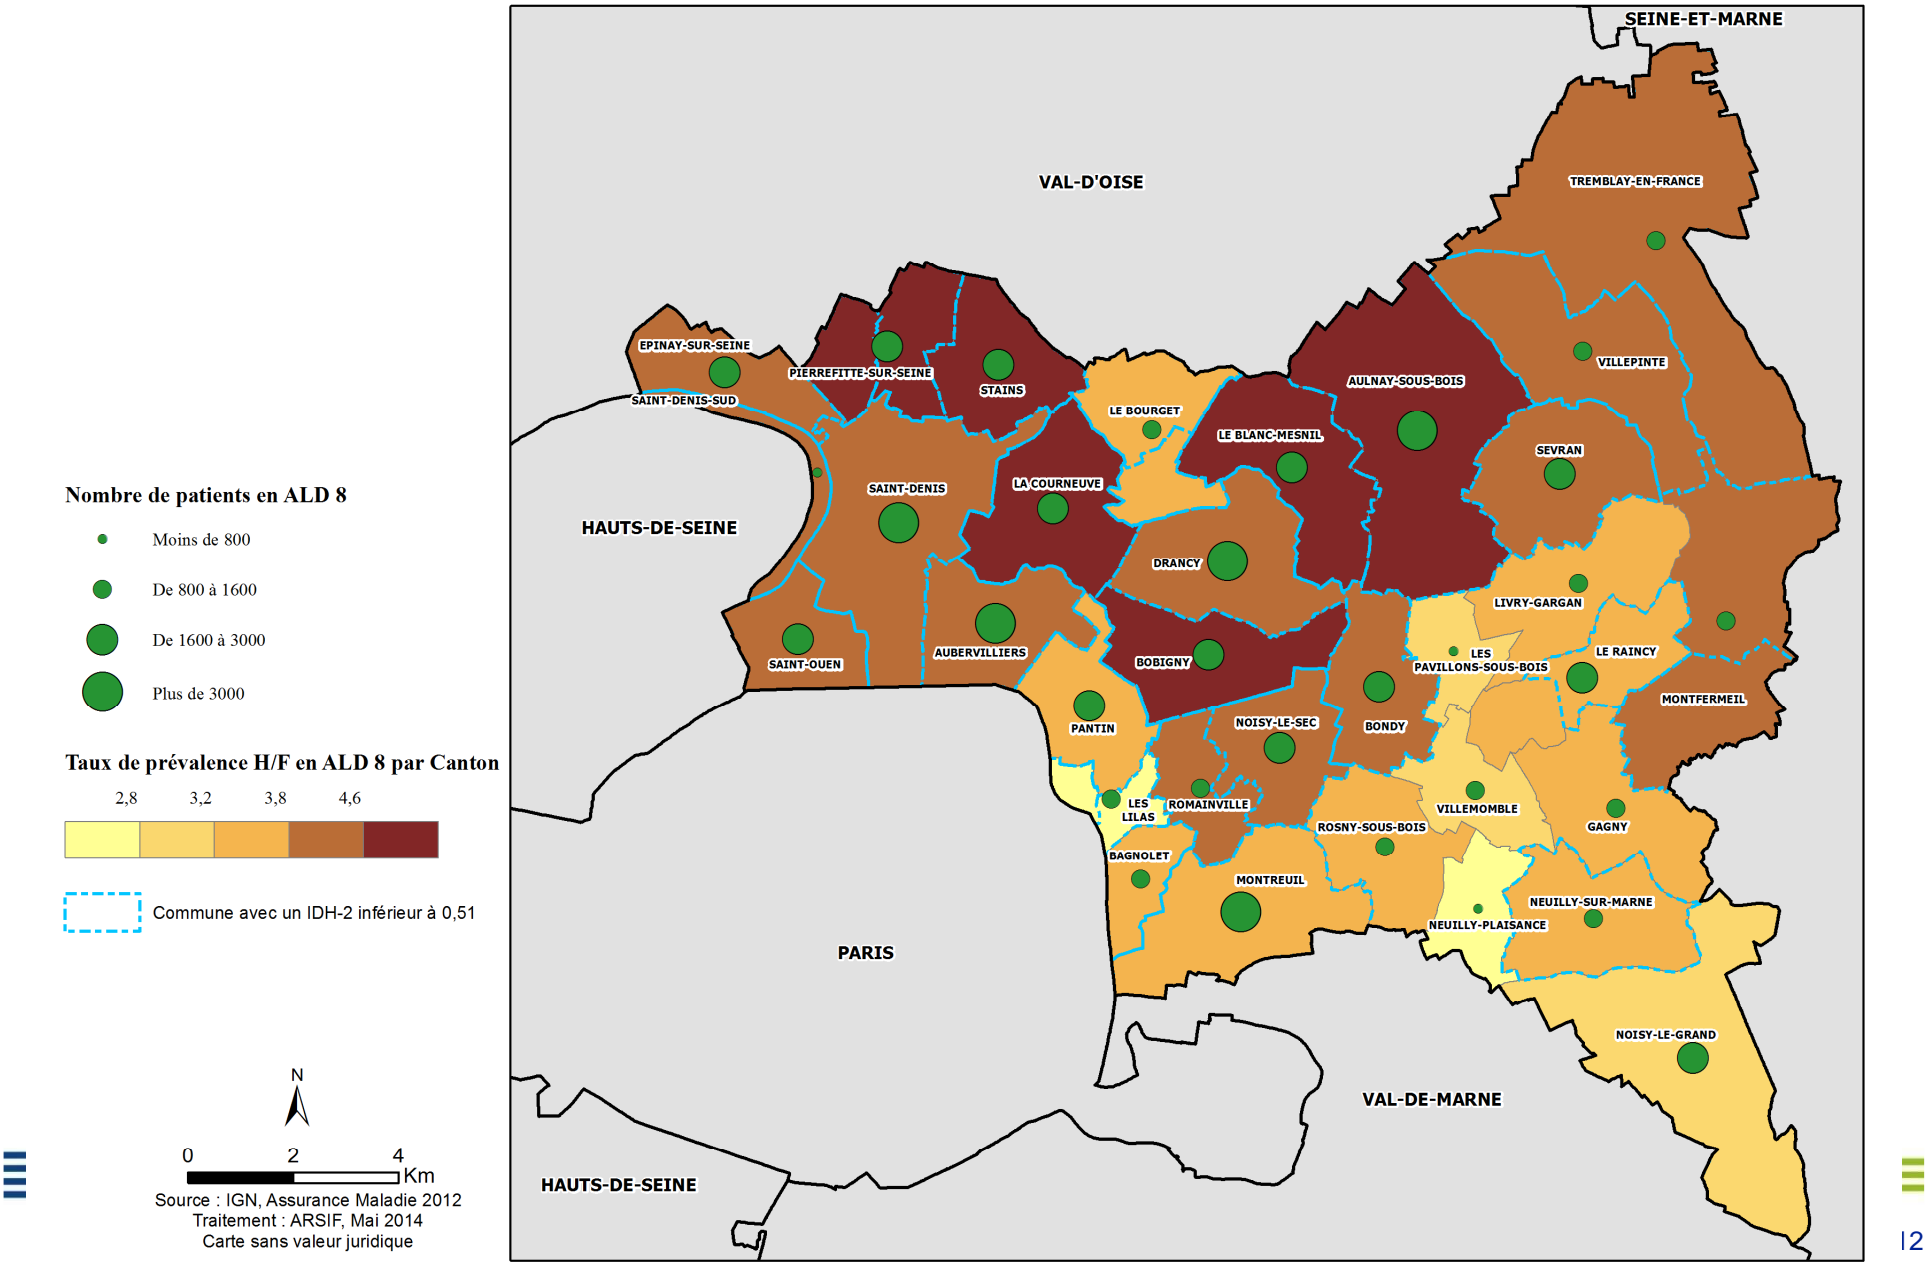 SEINE-ET-MARNE
VAL-D'OISE
TREMBLAY-EN-FRANCE
EPINAY-SUR-SEINE
PIERREFITTE-SUR-SEINE
STAINS
SAINT-DENIS-SUD
AULNAY-SOUS-BOIS
VILLEPINTE
LE BOURGET
LE BLANC-MESNIL
SEVRAN
SAINT-DENIS
LA COURNEUVE
HAUTS-DE-SEINE
DRANCY
LIVRY-GARGAN
SAINT-OUEN
AUBERVILLIERS
BOBIGNY
LES
PAVILLONS-SOUS-BOIS
LE RAINCY
MONTFERMEIL
PANTIN
NOISY-LE-SEC
BONDY
LES
LILAS
ROMAINVILLE
VILLEMOMBLE
ROSNY-SOUS-BOIS
GAGNY
BAGNOLET
MONTREUIL
NEUILLY-SUR-MARNE
NEUILLY-PLAISANCE
PARIS
NOISY-LE-GRAND
VAL-DE-MARNE
HAUTS-DE-SEINE
Nombre de patients en ALD 8
Moins de 800
De 800 à 1600
De 1600 à 3000
Plus de 3000
Taux de prévalence H/F en ALD 8 par Canton
2,8 3,2 3,8 4,6
Commune avec un IDH-2 inférieur à 0,51
N
0 2 4
Km
Source : IGN, Assurance Maladie 2012
Traitement : ARSIF, Mai 2014
Carte sans valeur juridique
12